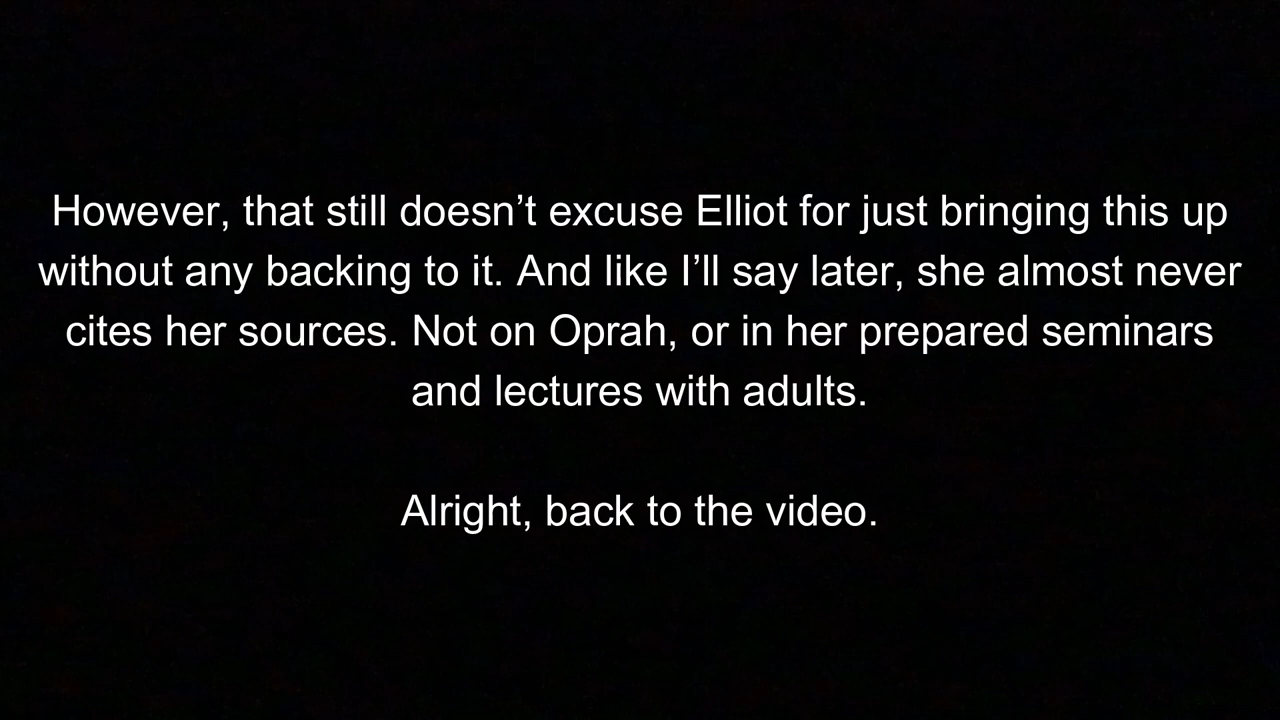 However, that still doesn’t excuse Elliot for just bringing this up
without any backing to it. And like I’ll say later, she almost never
cites her sources. Not on Oprah, or in her prepared seminars
and lectures with adults.
Alright, back to the video.